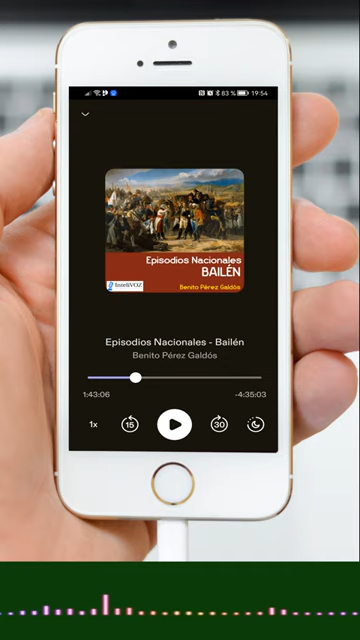 83 % 19:54
Episodios Nacionales
BAILÉN
InteliVOZ
Benito Pérez Galdós
Episodios Nacionales - Bailén
Benito Pérez Galdós
1:43:06 -4:35:03
1x 15 30